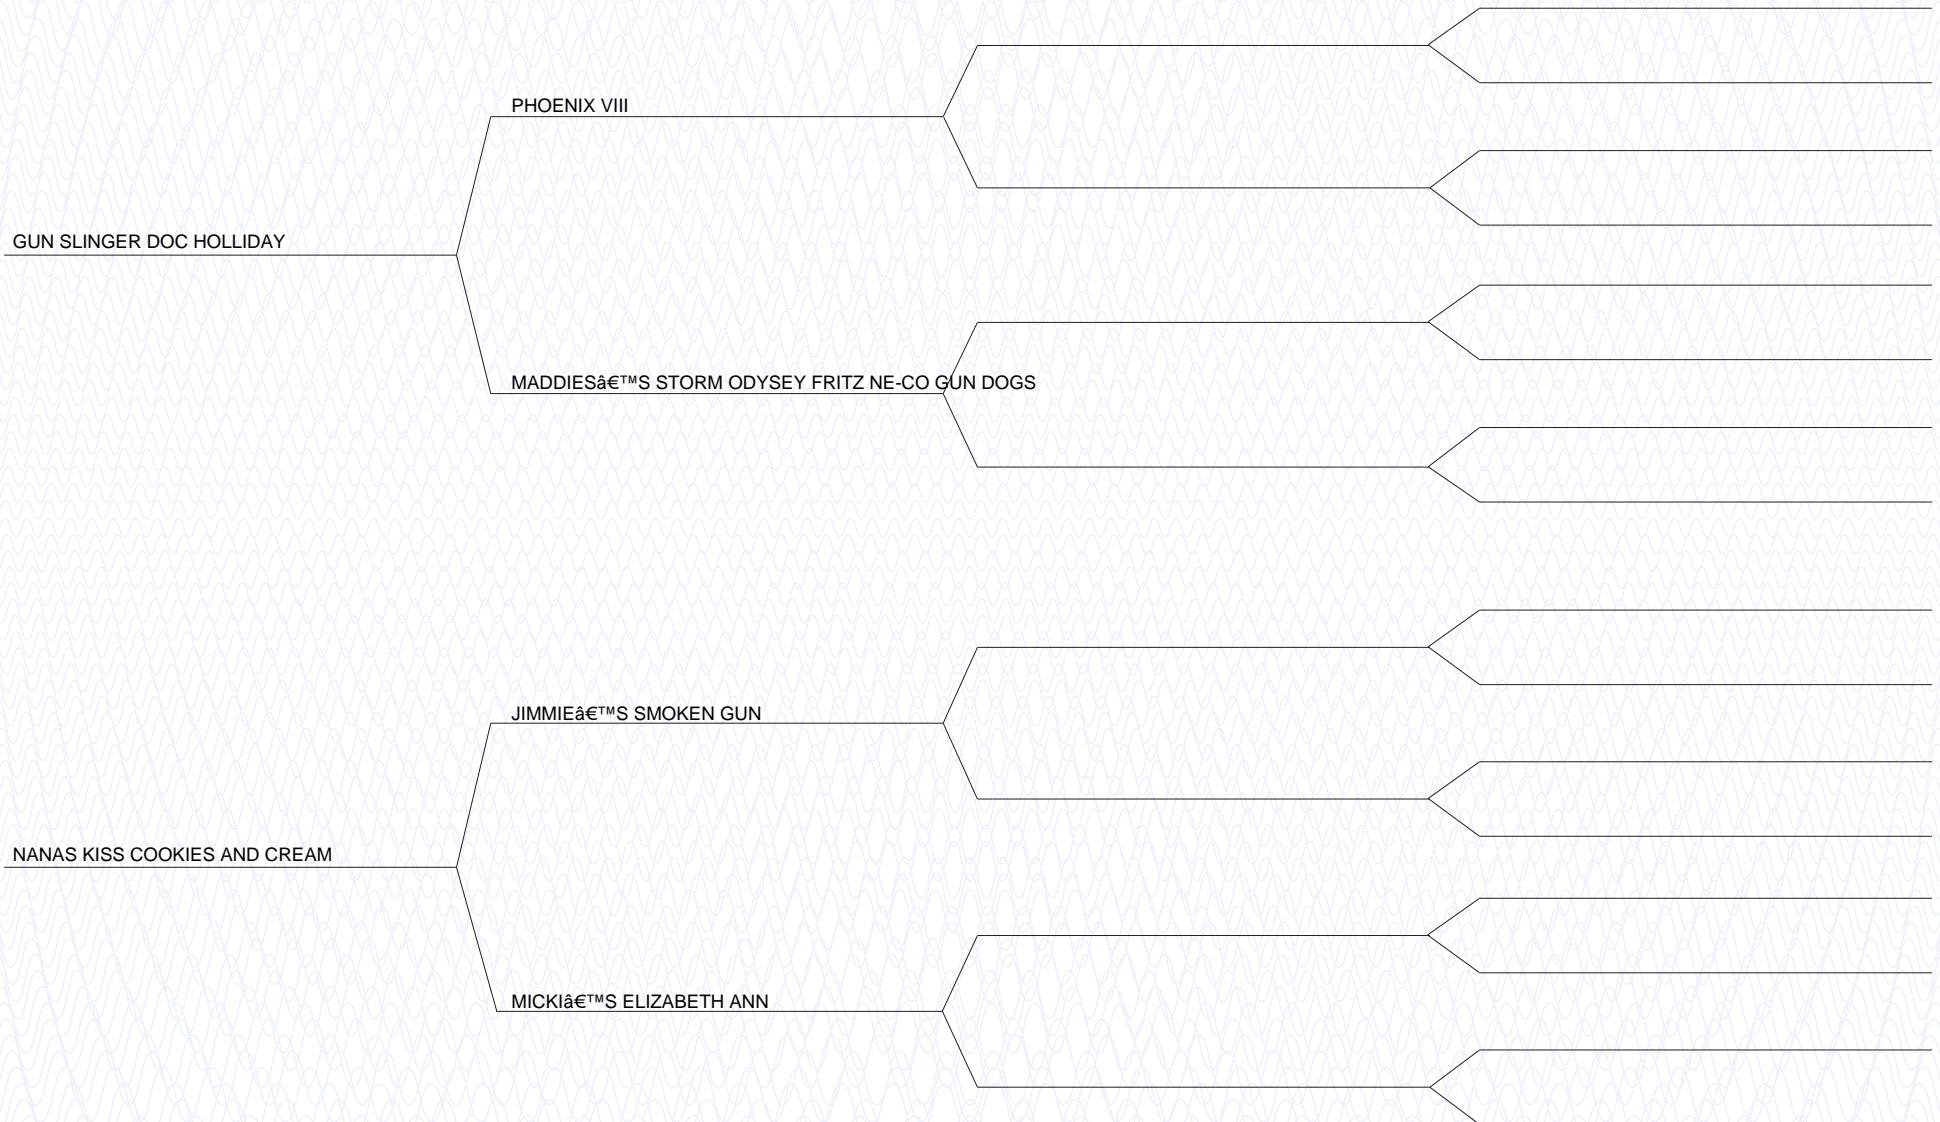 PHOENIX VIII
GUN SLINGER DOC HOLLIDAY
MADDIESâ€™S STORM ODYSEY FRITZ NE-CO GUN DOGS
JIMMIEâ€™S SMOKEN GUN
NANAS KISS COOKIES AND CREAM
MICKIâ€™S ELIZABETH ANN